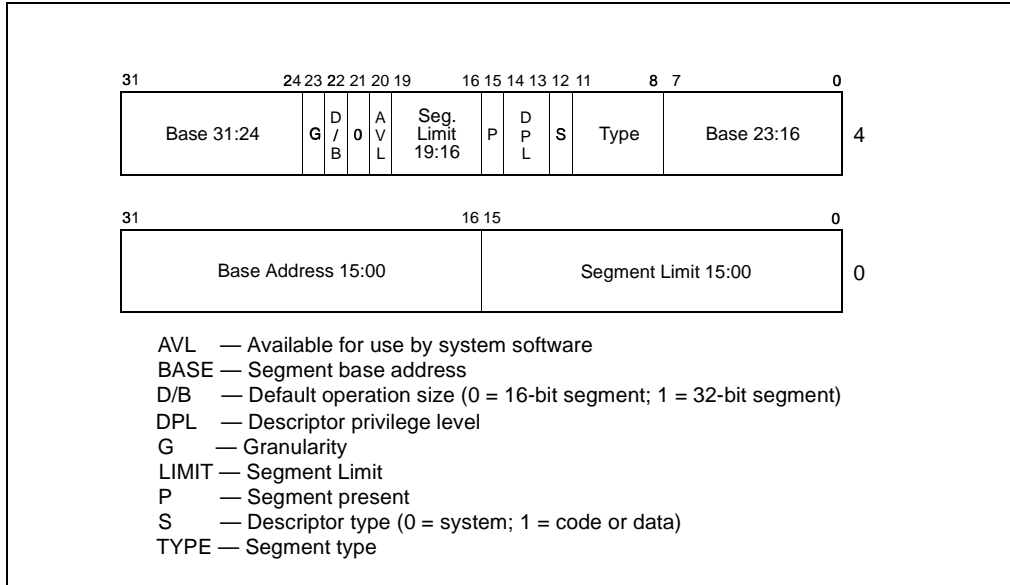 31 24 23 22 21 20 19 16 15 14 13 12 11 8 7 0
Base 31:24 G D/B 0 AVL Seg. Limit 19:16 P DPL S Type Base 23:16 4
31 16 15 0
Base Address 15:00 Segment Limit 15:00 0
AVL — Available for use by system software
BASE — Segment base address
D/B — Default operation size (0 = 16-bit segment; 1 = 32-bit segment)
DPL — Descriptor privilege level
G — Granularity
LIMIT — Segment Limit
P — Segment present
S — Descriptor type (0 = system; 1 = code or data)
TYPE — Segment type